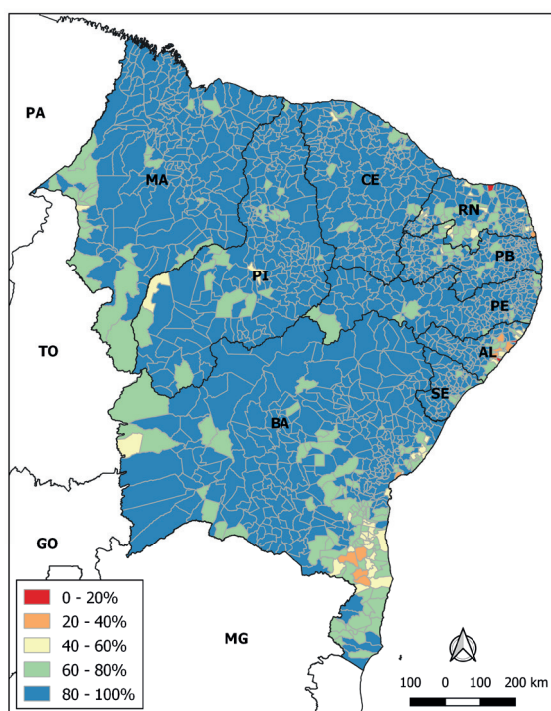 PA
MA
CE
RN
PB
PI
PE
TO
AL
SE
BA
GO
MG
0 - 20%
20 - 40%
40 - 60%
60 - 80%
80 - 100%
100 0 100 200 km